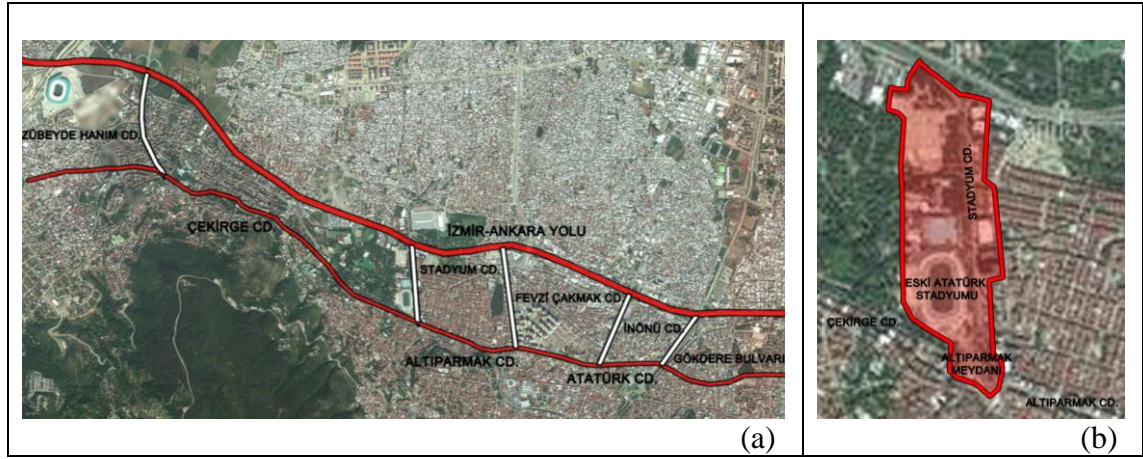 ZÜBEYDE HANIM CD.
ÇEKİRGE CD.
İZMİR-ANKARA YOLU
STADYUM CD.
FEVZİ ÇAKMAK CD.
İNÖNÜ CD.
ALTIPARMAK CD.
ATATÜRK CD.
GÖKDERE BULVARI
(a)
STADYUM CD.
ESKİ ATATÜRK
STADYUMU
ÇEKİRGE CD.
ALTIPARMAK
MEYDANI
ALTIPARMAK CD.
(b)